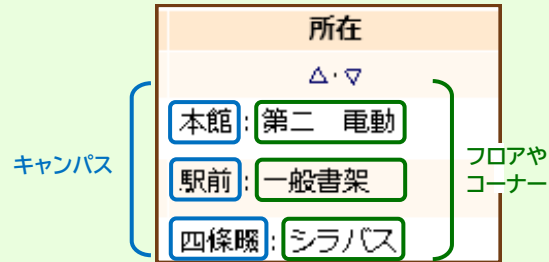 所在
△・▽
本館:第二　電動
駅前:一般書架
四條畷:シラバス
キャンパス
フロアや
コーナー